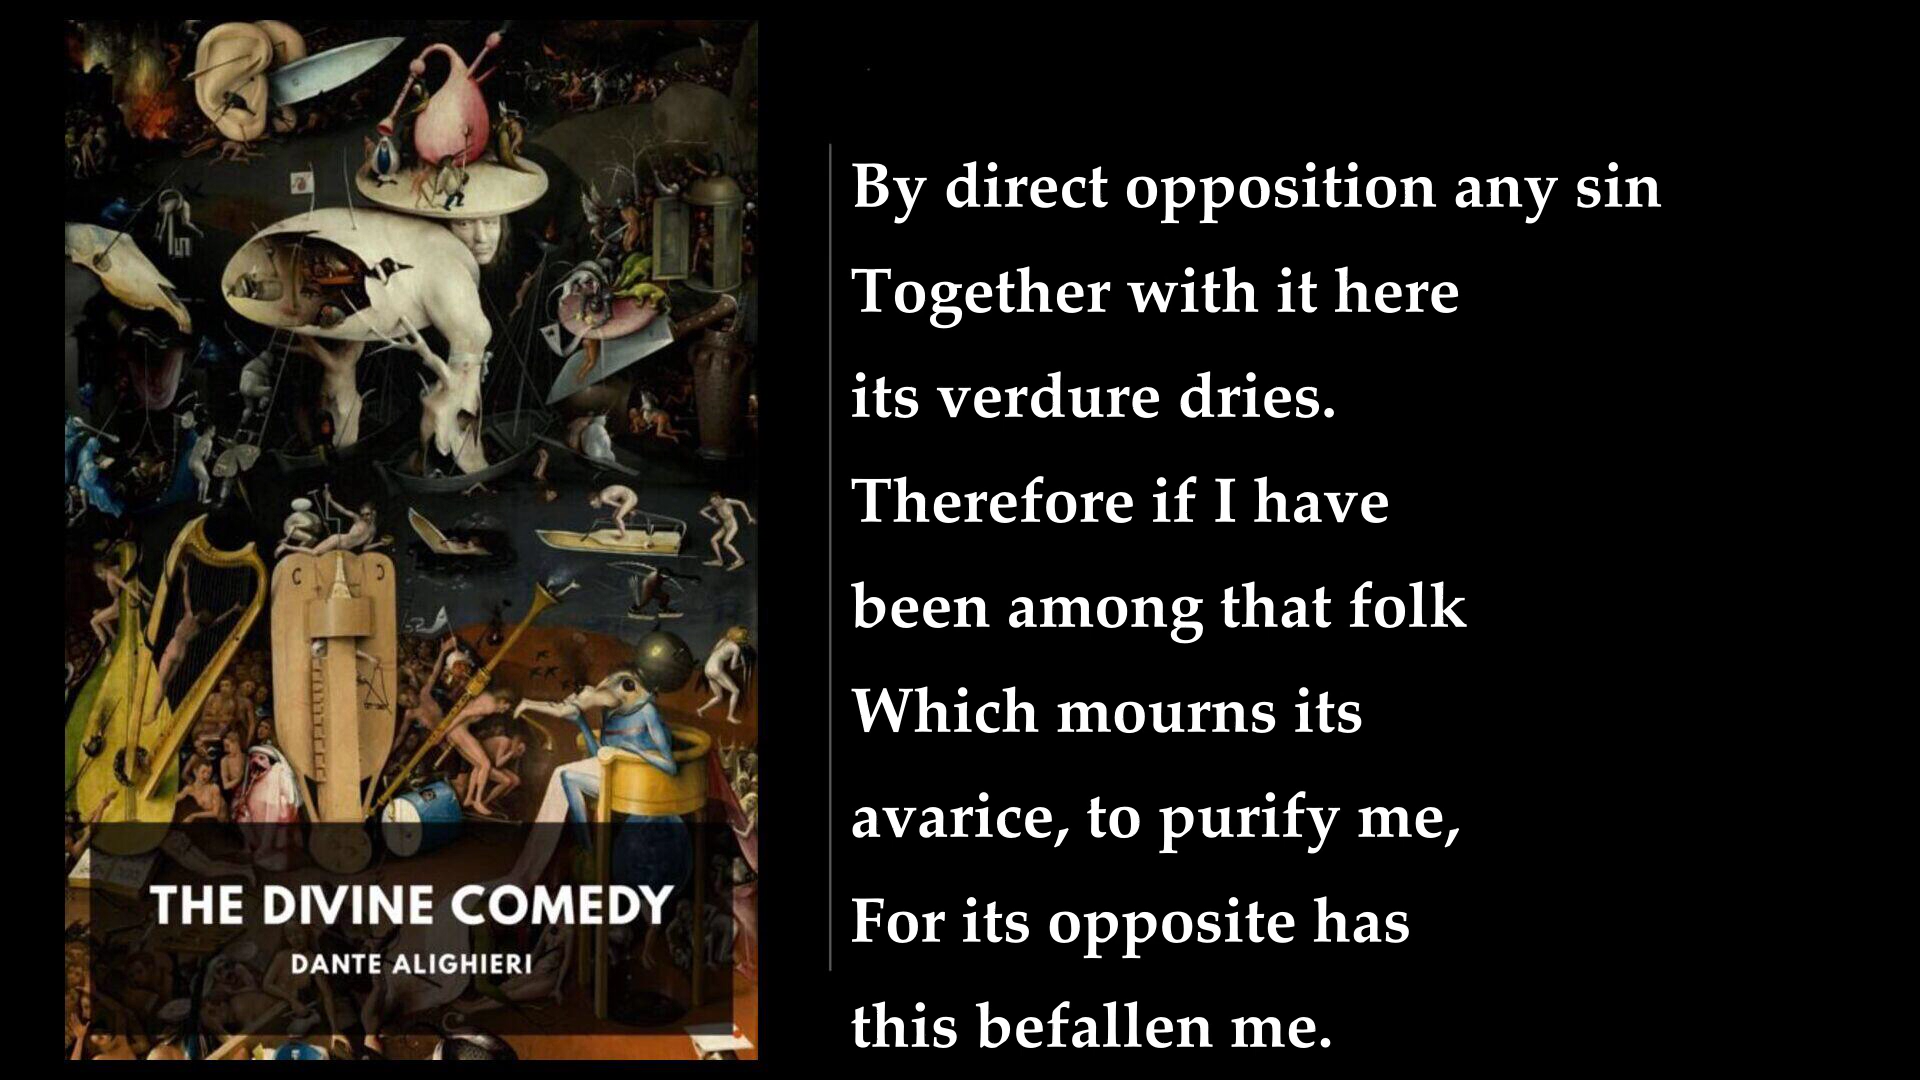 THE DIVINE COMEDY
DANTE ALIGHIERI
By direct opposition any sin
Together with it here
its verdure dries.
Therefore if I have
been among that folk
Which mourns its
avarice, to purify me,
For its opposite has
this befallen me.